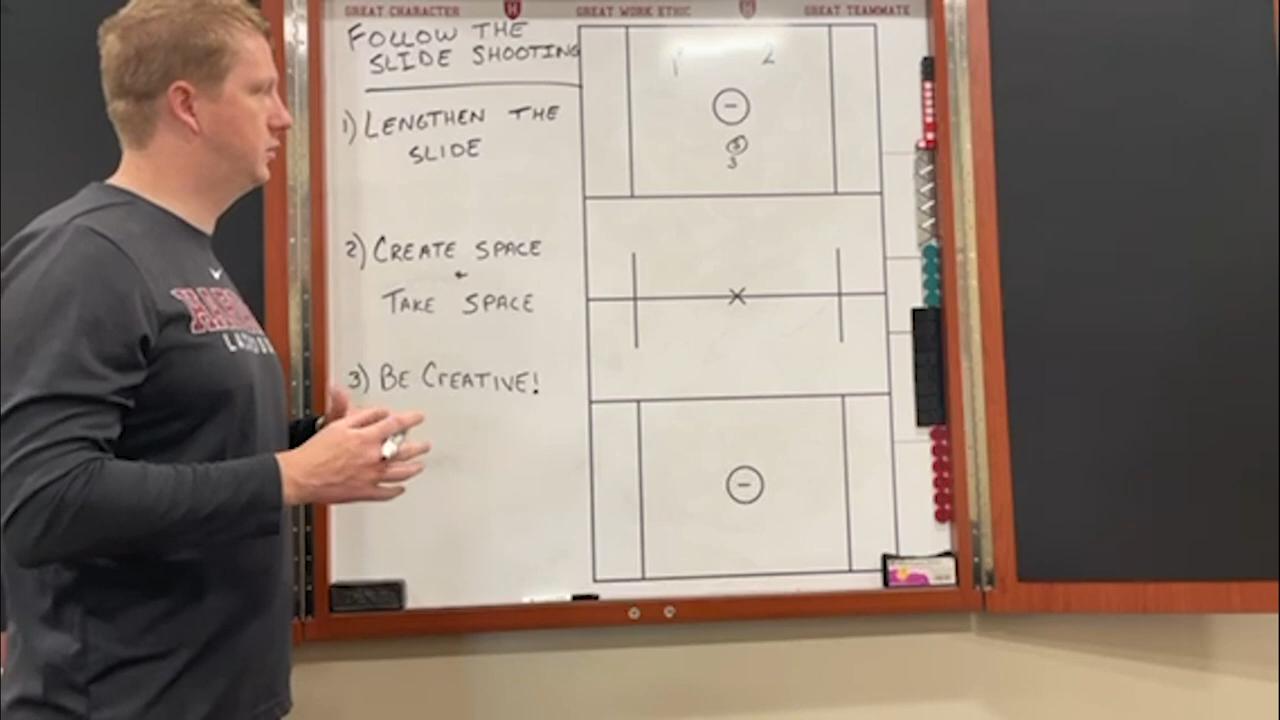 GREAT CHARACTER
GREAT WORK ETHIC
GREAT TEAMMATE
FOLLOW THE
SLIDE SHOOTING
1) LENGTHEN THE
SLIDE
2) CREATE SPACE
+
TAKE SPACE
3) BE CREATIVE!
1 2
3
3
X
H
H